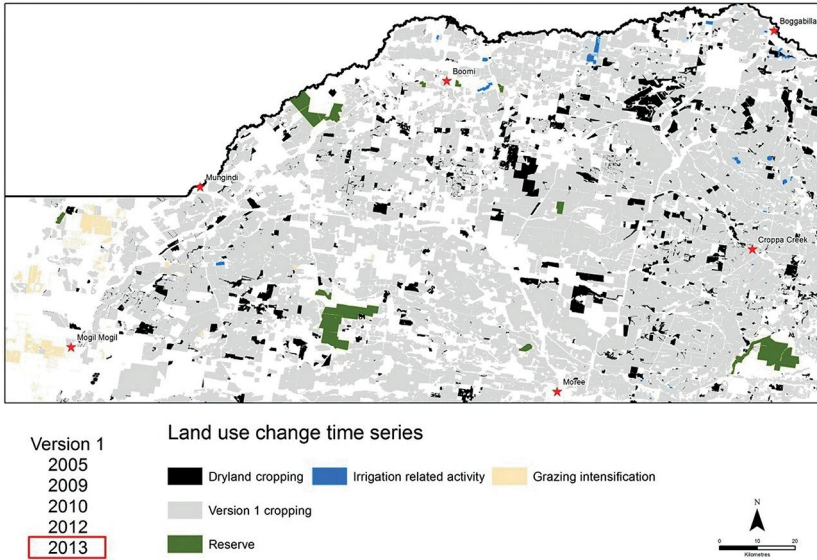 Boggabilla
Boomi
Mungindi
Croppa Creek
Mogil Mogil
Moree
Version 1
2005
2009
2010
2012
2013
Land use change time series
Dryland cropping
Irrigation related activity
Grazing intensification
Version 1 cropping
Reserve
N
0 10 20
Kilometres